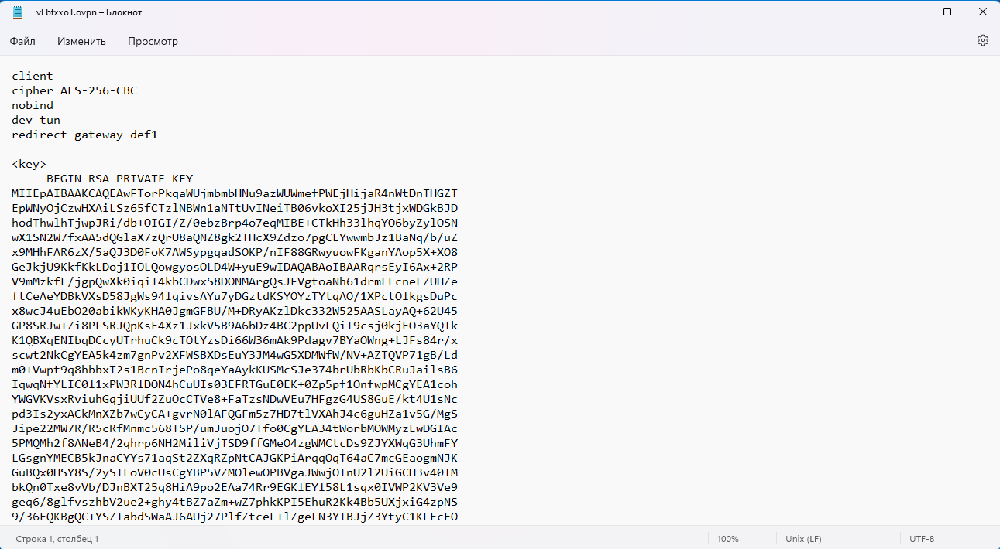 vLbfxxoT.ovpn – Блокнот
Файл Изменить Просмотр
client
cipher AES-256-CBC
nobind
dev tun
redirect-gateway def1
<key>
-----BEGIN RSA PRIVATE KEY-----
MIIEpAIBAAKCAQEAwFTorPkqaWUjmbmbHNu9azWUWmefPWEjHijaR4nWtDnTHGZT
EpWNyOjCzwHXAiLSz65fCTzlNBWn1aNTtUvINeiTB06vkoXI25jJH3tjxWDGkBJD
hodThwlhTjwpJRi/db+OIGI/Z/0ebzBrp4o7eqMIBE+CTkHh33lhqYO6byZylOSN
wX1SN2W7fxAA5dQGlaX7zQrU8aQNZ8gk2THcX9Zdzo7pgCLYwwmbJz1BaNq/b/uZ
x9MHhFAR6zX/5aQJ3D0FoK7AWSypgqadSOKP/nIF88GRwyuowFKganYAop5X+XO8
GeJkjU9KkfKkLDoj1IOLQowgyosOLD4W+yuE9wIDAQABAoIBAARqrsEyI6Ax+2RP
V9mMzkfE/jgpQwXk0iqiI4kbCDwxS8DONMArgQsJFVgtoaNh61drmLEcneLZUHZe
ftCeAeYDBkVXsD58JgWs94lqivsAYu7yDGztdKSYOYzTYtqAO/1XPctOlkgsDuPc
x8wcJ4uEbO20abikWKyKHA0JgmGFBU/M+DRyAKzlDkc332W525AASLayAQ+62U45
GP8SRJw+Zi8PFSRJQpKsE4Xz1JxkV5B9A6bDz4BC2ppUvFQiI9csj0kjEO3aYQTk
K1QBXqENIbqDCcyUTrhuCk9cTOtYzsDi66W36mAk9Pdagv7BYaOWng+LJFs84r/x
scwt2NkCgYEA5k4zm7gnPv2XFWSBXDsEuY3JM4wG5XDMWfW/NV+AZTQVP71gB/Ld
m0+Vwpt9q8hbbxT2s1BcnIrjePo8qeYaAykKUSMcSJe374brUbRbKbCRuJailsB6
IqwqNfYLIC0l1xPW3RlDON4hCuUIs03EFRTGuE0EK+0Zp5pf1OnfwpMCgYEA1coh
YWGVKVsxRviuhGqjiUUf2ZuOcCTVe8+FaTzsNDwVEu7HFgzG4US8GuE/kt4U1sNc
pd3Is2yxACkMnXZb7wCyCA+gvrN0lAFQGFm5z7HD7tlVXAhJ4c6guHZa1v5G/MgS
Jipe22MW7R/R5cRfMnmc568TSP/umJuojO7Tfo0CgYEA34tWorbMOWMyzEwDGIAc
5PMQMh2f8ANeB4/2qhrp6NH2MiliVjTSD9ffGMeO4zgWMCtcDs9ZJYXWqG3UhmFY
LGsgnYMECB5kJnaCYYs71aqSt2ZXqRZpNtCAJGKPiArqqOqT64aC7mcGEaogmNJK
GuBQx0HSY8S/2ySIEoV0cUsCgYBP5VZMOlewOPBVgaJWwjOTnU2l2UiGCH3v40IM
bkQn0Txe8vVb/DJnBXT25q8HiA9po2EAa74Rr9EGKlEYl58L1sqx0IVWP2KV3Ve9
geq6/8glfvszhbV2ue2+ghy4tBZ7aZm+wZ7phkKPI5EhuR2Kk4Bb5UXjxiG4zpNS
9/36EQKBgQC+YSZIabdSWaAJ6AUj27PlfZtceF+lZgeLN3YIBJjZ3YtyC1KFEcEO
Строка 1, столбец 1 100% Unix (LF) UTF-8